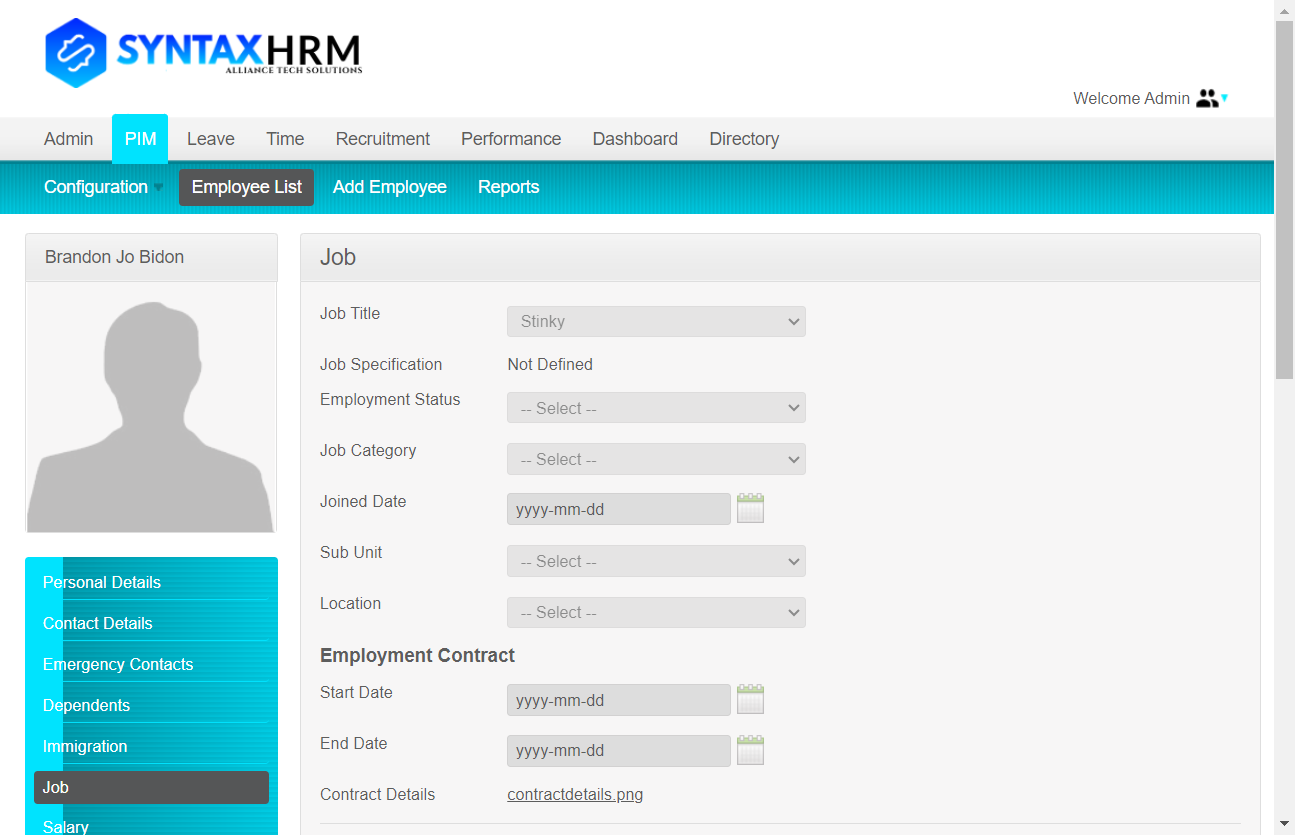 SYNTAXHRM
ALLIANCE TECH SOLUTIONS
Welcome Admin
Admin PIM Leave Time Recruitment Performance Dashboard Directory
Configuration Employee List Add Employee Reports
Brandon Jo Bidon
Personal Details
Contact Details
Emergency Contacts
Dependents
Immigration
Job
Salary
Job
Job Title Stinky
Job Specification Not Defined
Employment Status -- Select --
Job Category -- Select --
Joined Date yyyy-mm-dd
Sub Unit -- Select --
Location -- Select --
Employment Contract
Start Date yyyy-mm-dd
End Date yyyy-mm-dd
Contract Details contractdetails.png